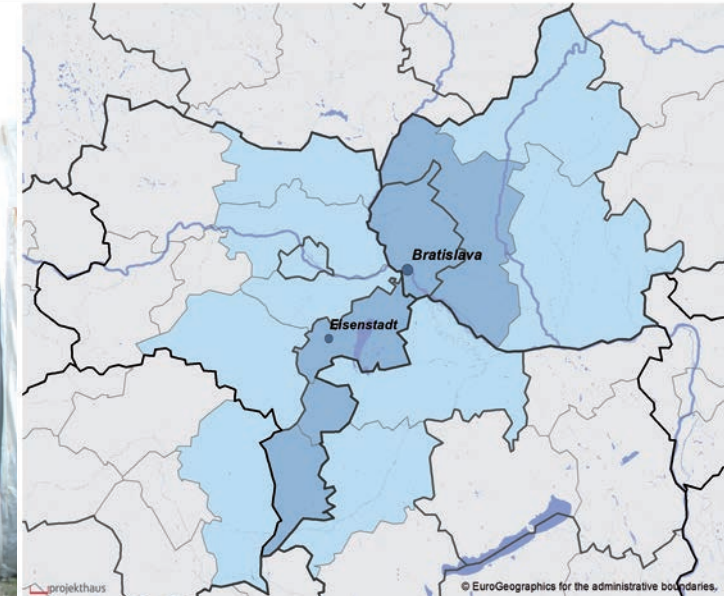 Bratislava
Eisenstadt
projekthaus
© EuroGeographics for the administrative boundaries.